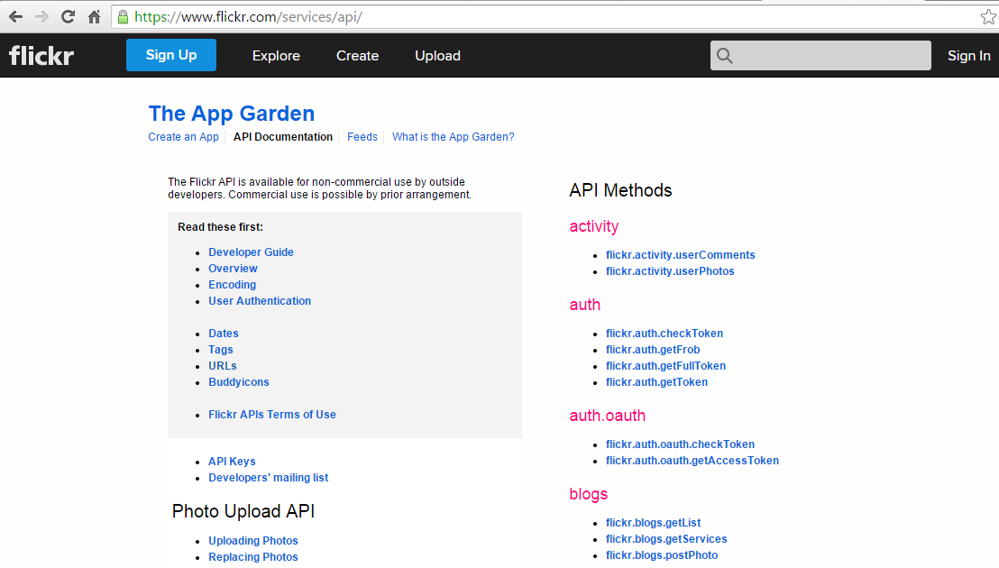 https://www.flickr.com/services/api/
flickr Sign Up Explore Create Upload Sign In
The App Garden
Create an App API Documentation Feeds What is the App Garden?
The Flickr API is available for non-commercial use by outside
developers. Commercial use is possible by prior arrangement.
Read these first:
Developer Guide
Overview
Encoding
User Authentication
Dates
Tags
URLs
Buddyicons
Flickr APIs Terms of Use
API Keys
Developers' mailing list
Photo Upload API
Uploading Photos
Replacing Photos
API Methods
activity
flickr.activity.userComments
flickr.activity.userPhotos
auth
flickr.auth.checkToken
flickr.auth.getFrob
flickr.auth.getFullToken
flickr.auth.getToken
auth.oauth
flickr.auth.oauth.checkToken
flickr.auth.oauth.getAccessToken
blogs
flickr.blogs.getList
flickr.blogs.getServices
flickr.blogs.postPhoto